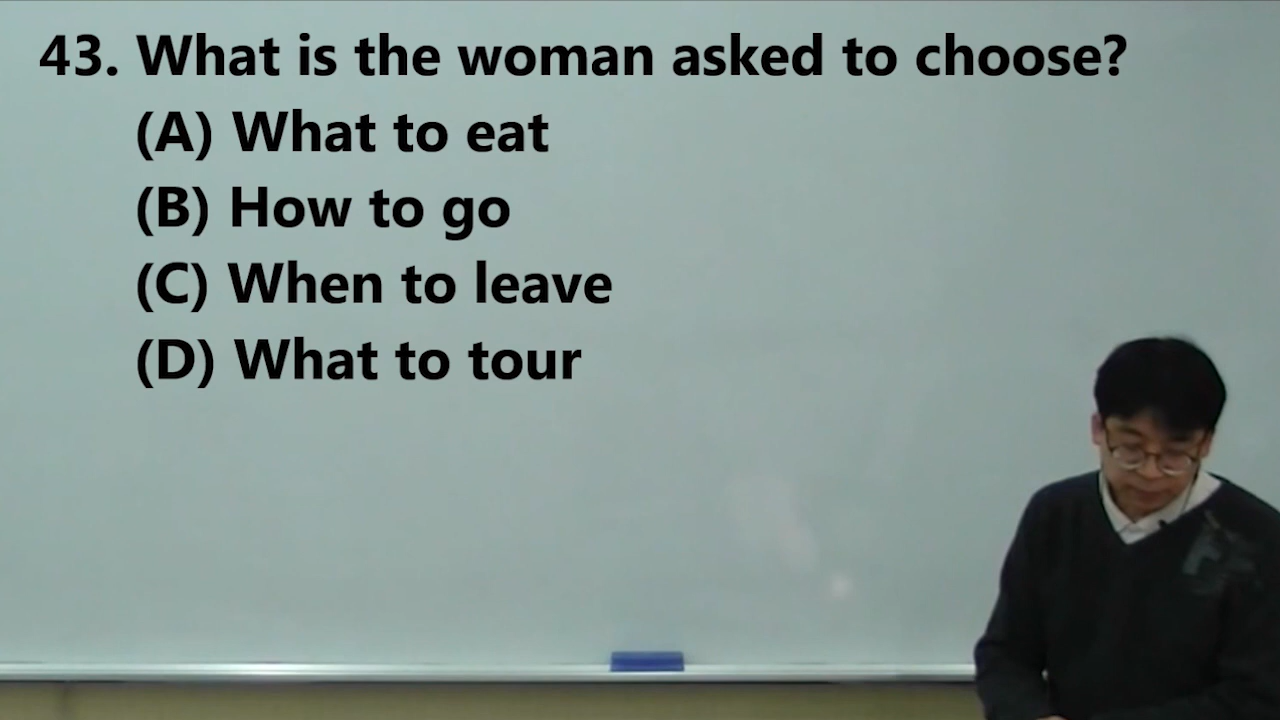 43. What is the woman asked to choose?
(A) What to eat
(B) How to go
(C) When to leave
(D) What to tour